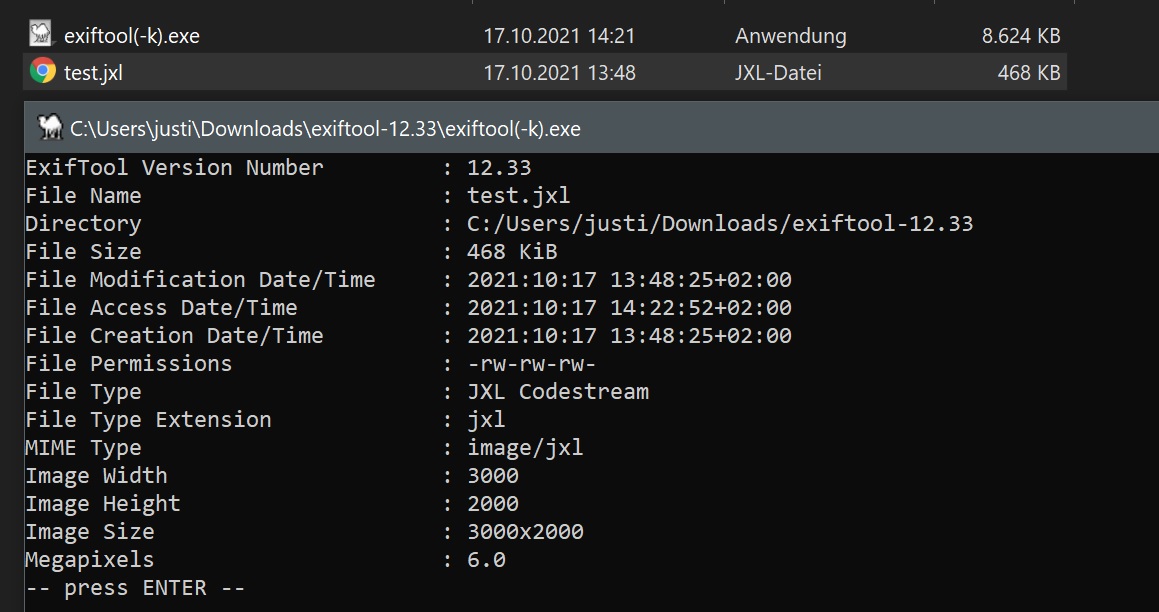 exiftool(-k).exe 17.10.2021 14:21 Anwendung 8.624 KB
test.jxl 17.10.2021 13:48 JXL-Datei 468 KB
C:\Users\justi\Downloads\exiftool-12.33\exiftool(-k).exe
ExifTool Version Number : 12.33
File Name : test.jxl
Directory : C:/Users/justi/Downloads/exiftool-12.33
File Size : 468 KiB
File Modification Date/Time : 2021:10:17 13:48:25+02:00
File Access Date/Time : 2021:10:17 14:22:52+02:00
File Creation Date/Time : 2021:10:17 13:48:25+02:00
File Permissions : -rw-rw-rw-
File Type : JXL Codestream
File Type Extension : jxl
MIME Type : image/jxl
Image Width : 3000
Image Height : 2000
Image Size : 3000x2000
Megapixels : 6.0
-- press ENTER --